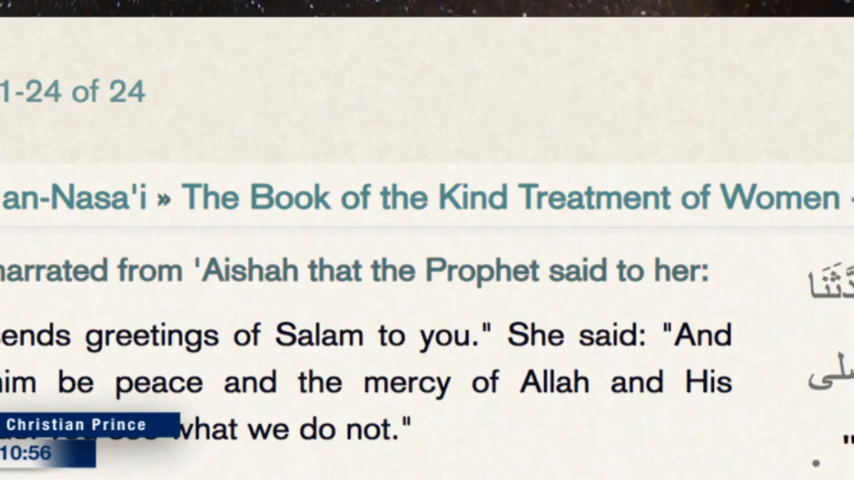 1-24 of 24
an-Nasa'i » The Book of the Kind Treatment of Women -
narrated from 'Aishah that the Prophet said to her:
حَدَّثَنَا
sends greetings of Salam to you." She said: "And
him be peace and the mercy of Allah and His
صلى
what we do not."
"
Christian Prince
10:56